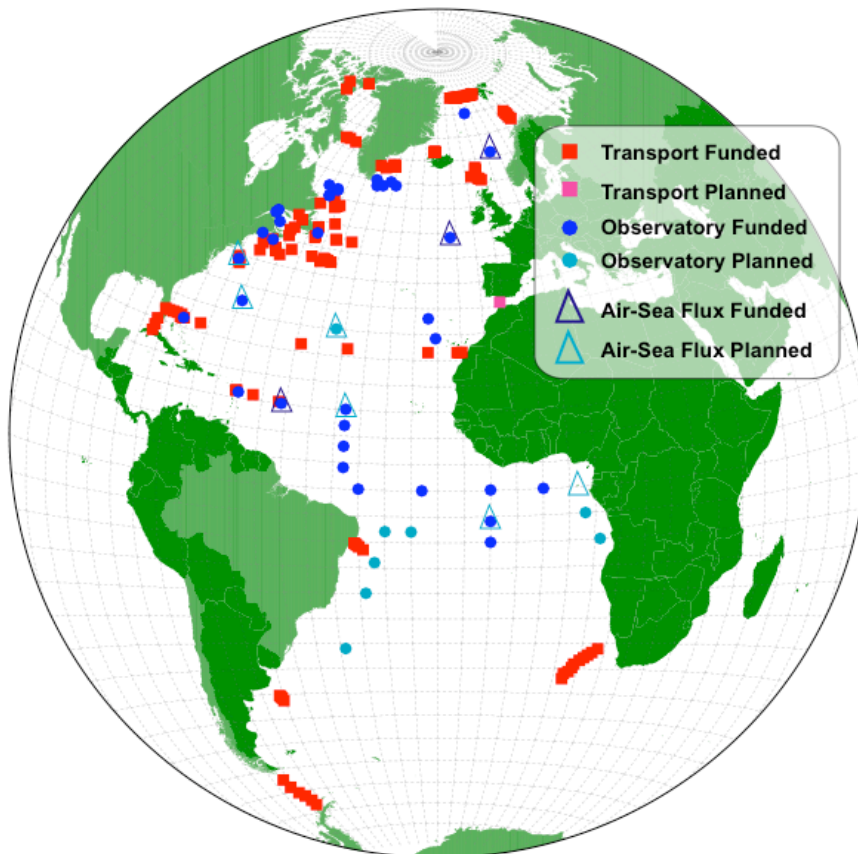 Transport Funded
Transport Planned
Observatory Funded
Observatory Planned
Air-Sea Flux Funded
Air-Sea Flux Planned